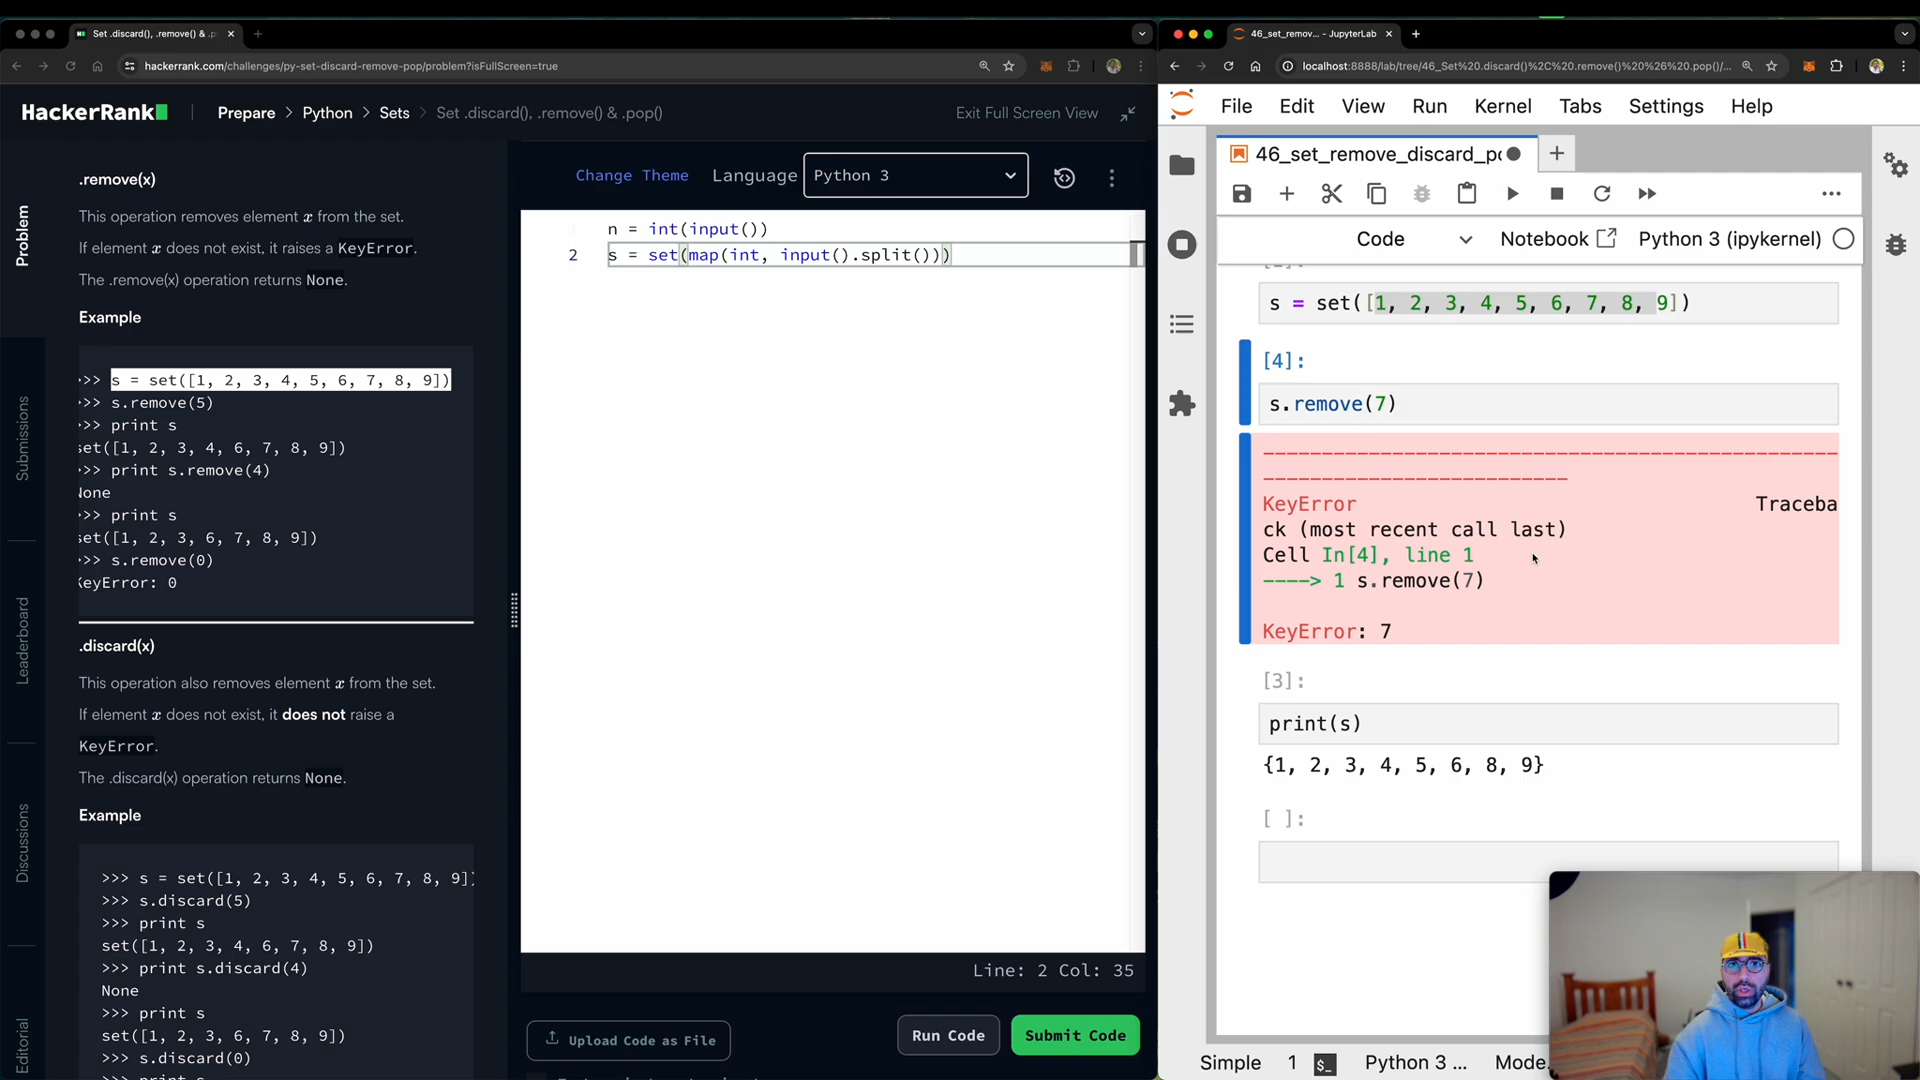 Set .discard(), .remove() & .p
hackerrank.com/challenges/py-set-discard-remove-pop/problem?isFullScreen=true
HackerRank
Prepare > Python > Sets > Set .discard(), .remove() & .pop()
Exit Full Screen View
Problem
Submissions
Leaderboard
Discussions
Editorial
.remove(x)
This operation removes element x from the set.
If element x does not exist, it raises a KeyError.
The .remove(x) operation returns None.
Example
>>> s = set([1, 2, 3, 4, 5, 6, 7, 8, 9])
>>> s.remove(5)
>>> print s
set([1, 2, 3, 4, 6, 7, 8, 9])
>>> print s.remove(4)
None
>>> print s
set([1, 2, 3, 6, 7, 8, 9])
>>> s.remove(0)
KeyError: 0
.discard(x)
This operation also removes element x from the set.
If element x does not exist, it does not raise a
KeyError.
The .discard(x) operation returns None.
Example
>>> s = set([1, 2, 3, 4, 5, 6, 7, 8, 9])
>>> s.discard(5)
>>> print s
set([1, 2, 3, 4, 6, 7, 8, 9])
>>> print s.discard(4)
None
>>> print s
set([1, 2, 3, 6, 7, 8, 9])
>>> s.discard(0)
Change Theme Language Python 3
n = int(input())
2 s = set(map(int, input().split()))
Line: 2 Col: 35
Upload Code as File
Run Code
Submit Code
46_set_remov... - JupyterLab
localhost:8888/lab/tree/46_Set%20.discard()%2C%20.remove()%20%26%20.pop()/...
File Edit View Run Kernel Tabs Settings Help
46_set_remove_discard_po
Code Notebook Python 3 (ipykernel)
s = set([1, 2, 3, 4, 5, 6, 7, 8, 9])
[4]:
s.remove(7)
---------------------------------------------------------------------------
KeyError Traceba
ck (most recent call last)
Cell In[4], line 1
----> 1 s.remove(7)
KeyError: 7
[3]:
print(s)
{1, 2, 3, 4, 5, 6, 8, 9}
[ ]:
Simple 1 $_ Python 3 ... Mode: